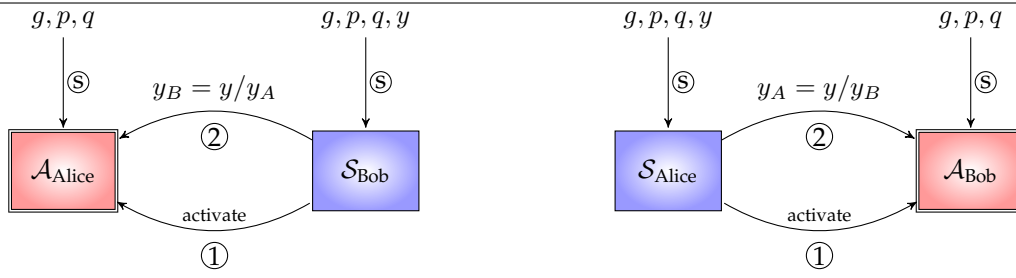 g, p, q g, p, q, y g, p, q, y g, p, q
Ⓢ Ⓢ Ⓢ Ⓢ
y_B = y/y_A y_A = y/y_B
② ②
𝒜_Alice 𝒮_Bob 𝒮_Alice 𝒜_Bob
activate activate
① ①